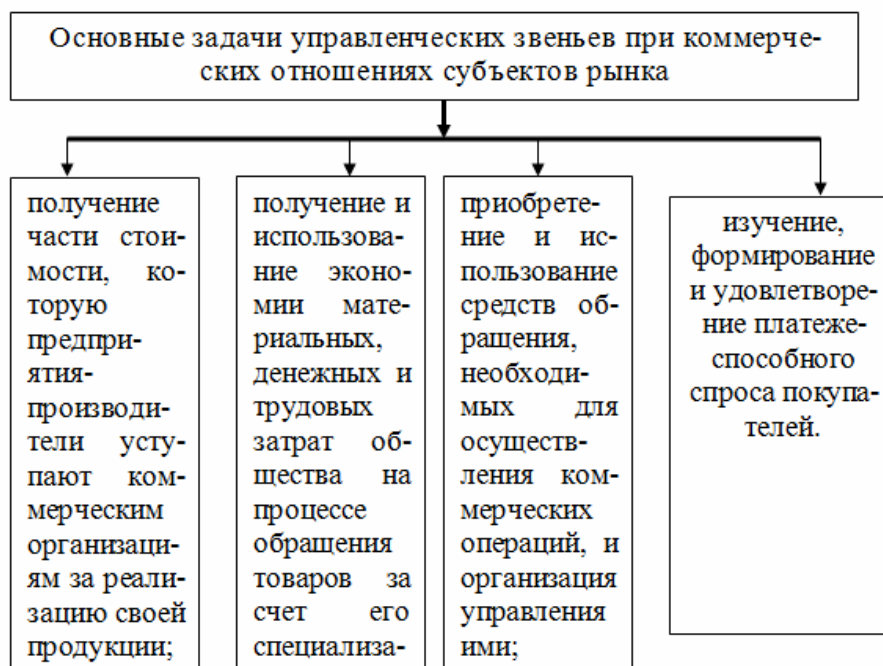 Основные задачи управленческих звеньев при коммерче-
ских отношениях субъектов рынка
получение
части стои-
мости, ко-
торую
предпри-
ятия-
производи-
тели усту-
пают ком-
мерческим
организаци-
ям за реали-
зацию своей
продукции;
получение и
использова-
ние эконо-
мии мате-
риальных,
денежных и
трудовых
затрат об-
щества на
процессе
обращения
товаров за
счет его
специализа-
приобрете-
ние и ис-
пользование
средств об-
ращения,
необходи-
мых для
осуществ-
ления ком-
мерческих
операций, и
организация
управления
ими;
изучение,
формирование
и удовлетворе-
ние платеже-
способного
спроса покупа-
телей.